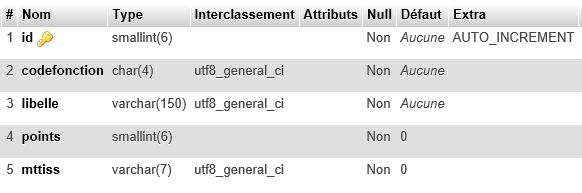 # Nom Type Interclassement Attributs Null Défaut Extra
1 id smallint(6) Non Aucune AUTO_INCREMENT
2 codefonction char(4) utf8_general_ci Non Aucune
3 libelle varchar(150) utf8_general_ci Non Aucune
4 points smallint(6) Non 0
5 mttiss varchar(7) utf8_general_ci Non 0